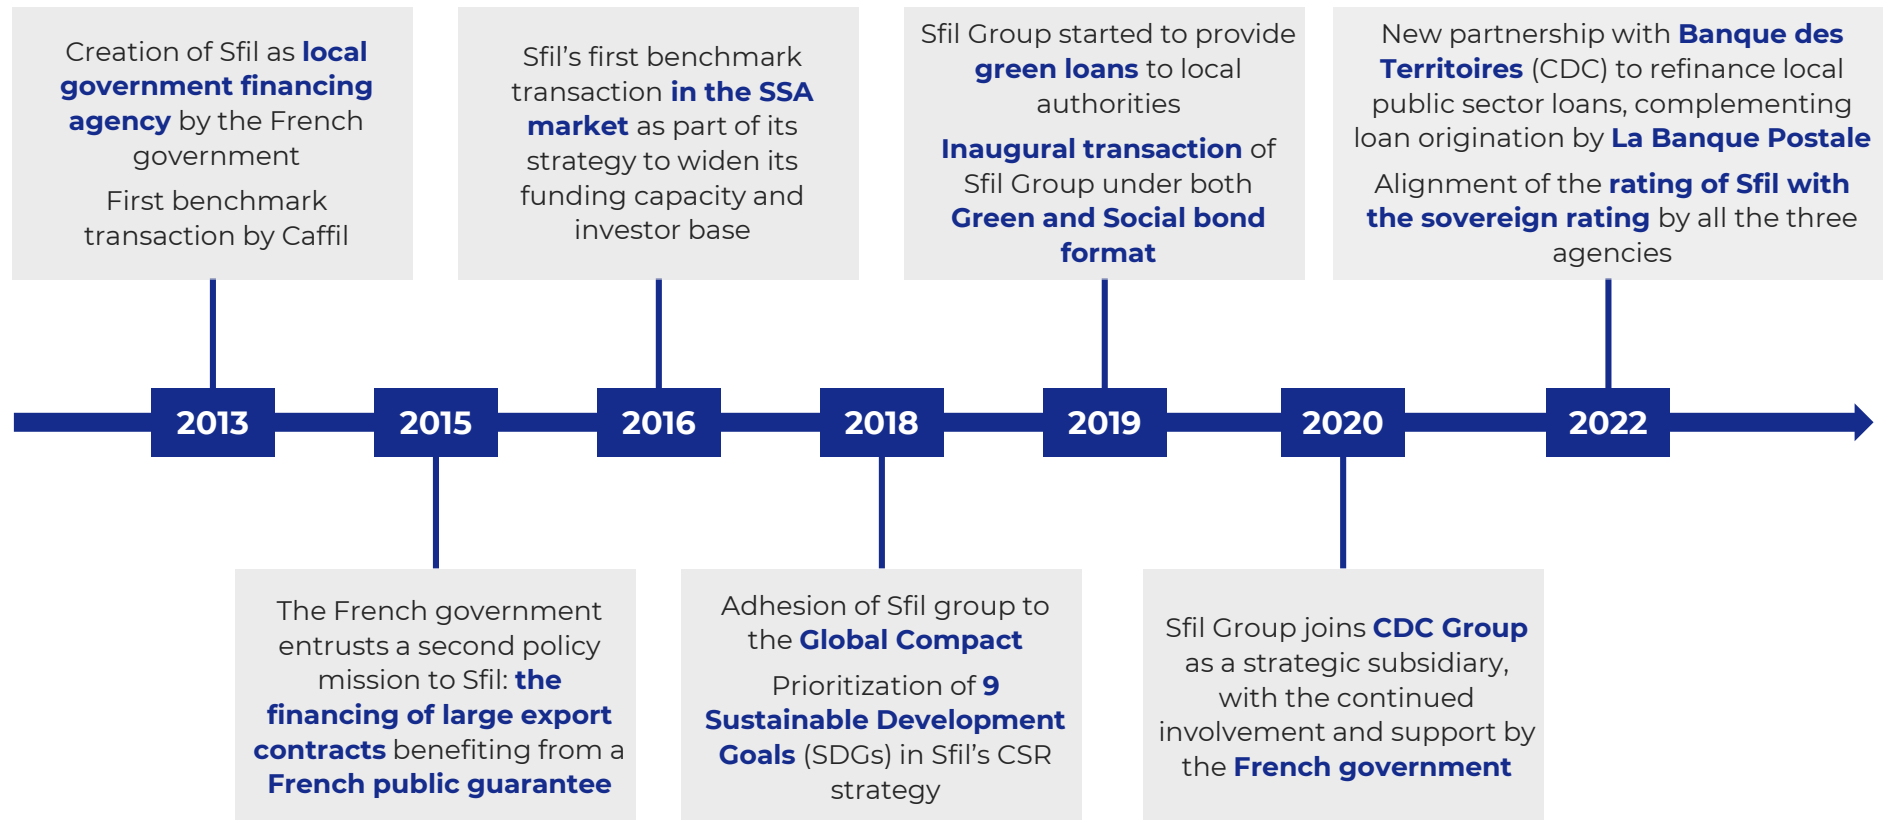 Creation of Sfil as local
government financing
agency by the French
government
First benchmark
transaction by Caffil
Sfil's first benchmark
transaction in the SSA
market as part of its
strategy to widen its
funding capacity and
investor base
Sfil Group started to provide
green loans to local
authorities
Inaugural transaction of
Sfil Group under both
Green and Social bond
format
New partnership with Banque des
Territoires (CDC) to refinance local
public sector loans, complementing
loan origination by La Banque Postale
Alignment of the rating of Sfil with
the sovereign rating by all the three
agencies
2013
2015
2016
2018
2019
2020
2022
The French government
entrusts a second policy
mission to Sfil: the
financing of large export
contracts benefiting from a
French public guarantee
Adhesion of Sfil group to
the Global Compact
Prioritization of 9
Sustainable Development
Goals (SDGs) in Sfil's CSR
strategy
Sfil Group joins CDC Group
as a strategic subsidiary,
with the continued
involvement and support by
the French government